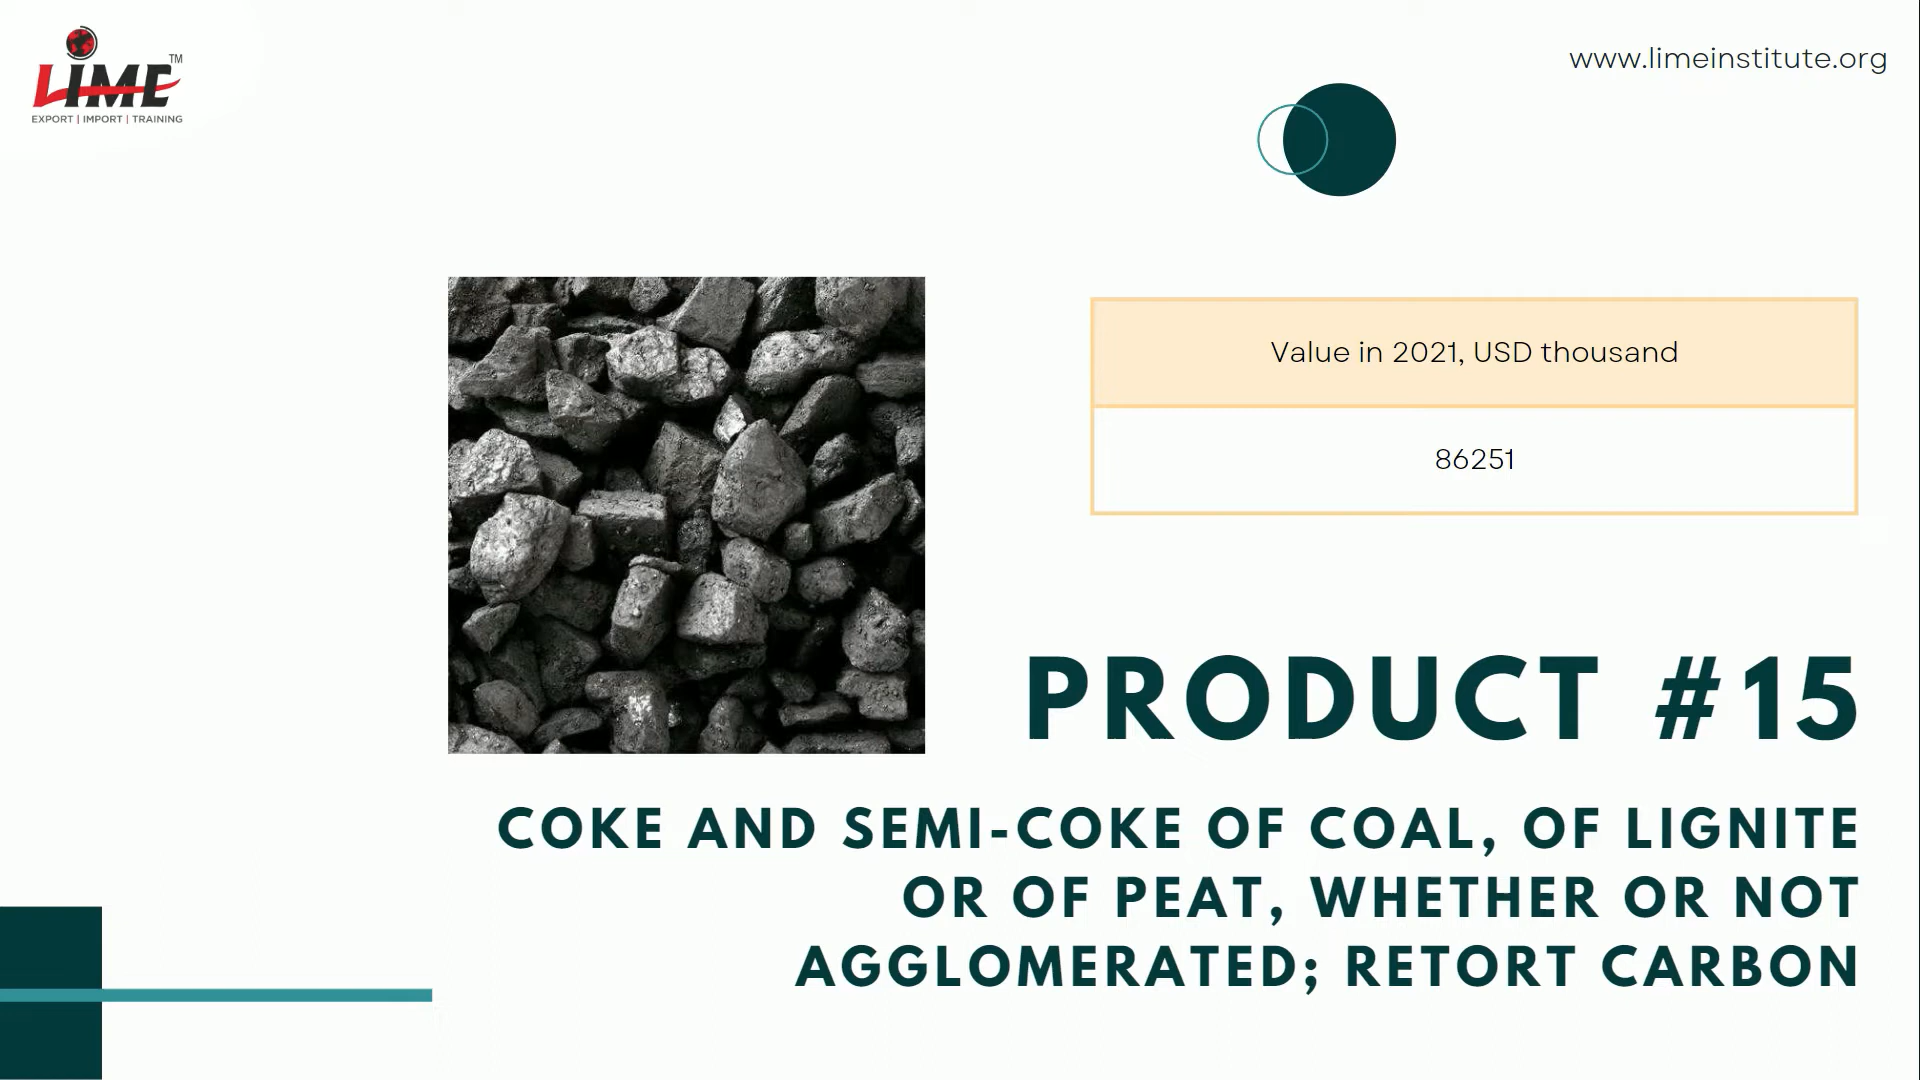 LIME TM
EXPORT | IMPORT | TRAINING
www.limeinstitute.org
Value in 2021, USD thousand
86251
PRODUCT #15
COKE AND SEMI-COKE OF COAL, OF LIGNITE
OR OF PEAT, WHETHER OR NOT
AGGLOMERATED; RETORT CARBON